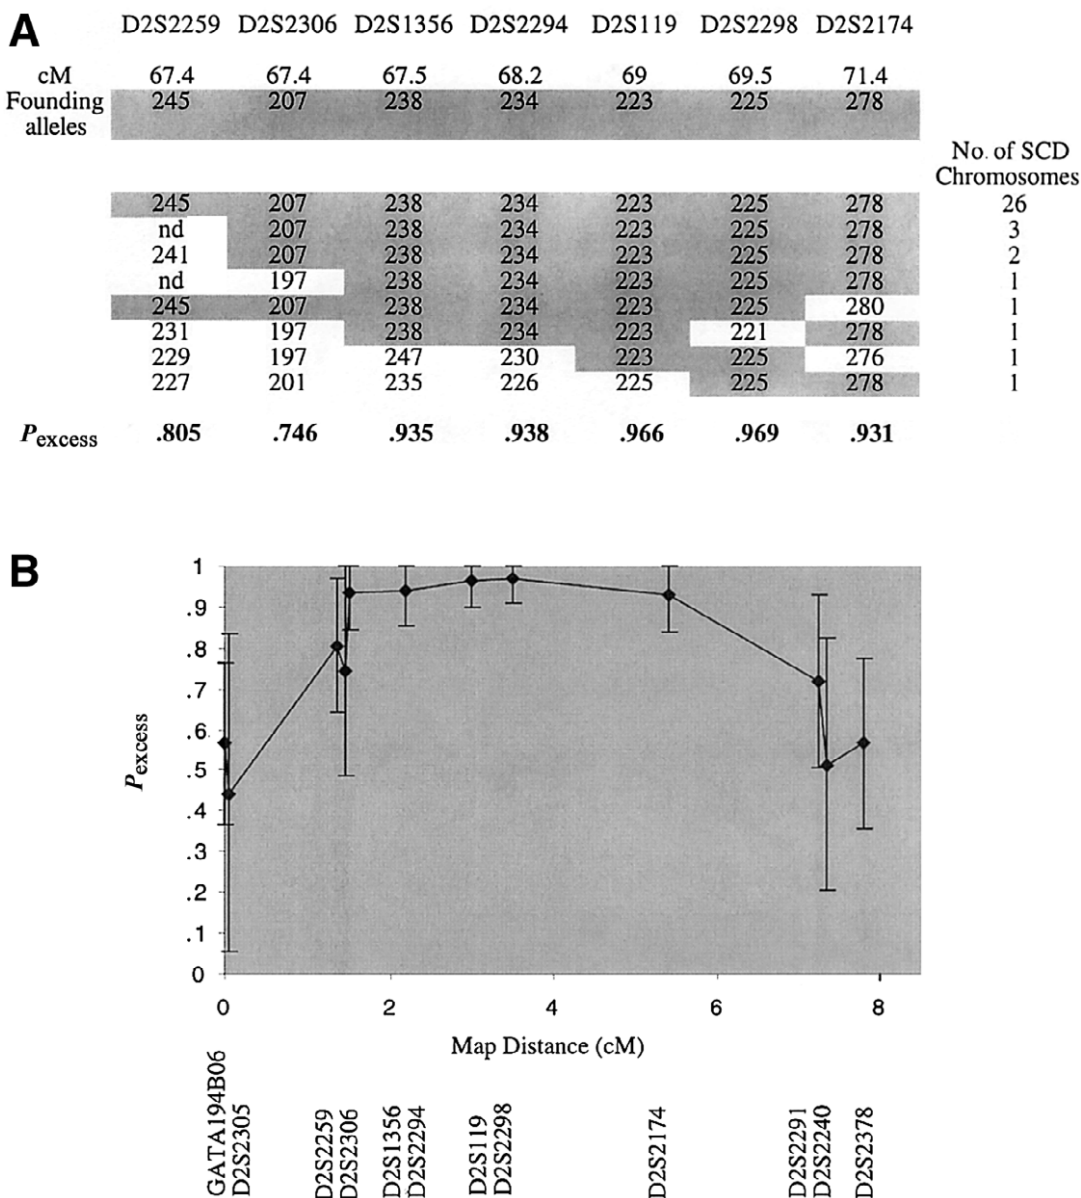 A
D2S2259 D2S2306 D2S1356 D2S2294 D2S119 D2S2298 D2S2174
cM 67.4 67.4 67.5 68.2 69 69.5 71.4
Founding alleles 245 207 238 234 223 225 278
No. of SCD
Chromosomes
245 207 238 234 223 225 278 26
nd 207 238 234 223 225 278 3
241 207 238 234 223 225 278 2
nd 197 238 234 223 225 278 1
245 207 238 234 223 225 280 1
231 197 238 234 223 221 278 1
229 197 247 230 223 225 276 1
227 201 235 226 225 225 278 1
Pexcess .805 .746 .935 .938 .966 .969 .931
B
1
.9
.8
.7
.6
.5
.4
.3
.2
.1
0
Pexcess
0 2 4 6 8
Map Distance (cM)
GATA194B06
D2S2305
D2S2259
D2S2306
D2S1356
D2S2294
D2S119
D2S2298
D2S2174
D2S2291
D2S2240
D2S2378